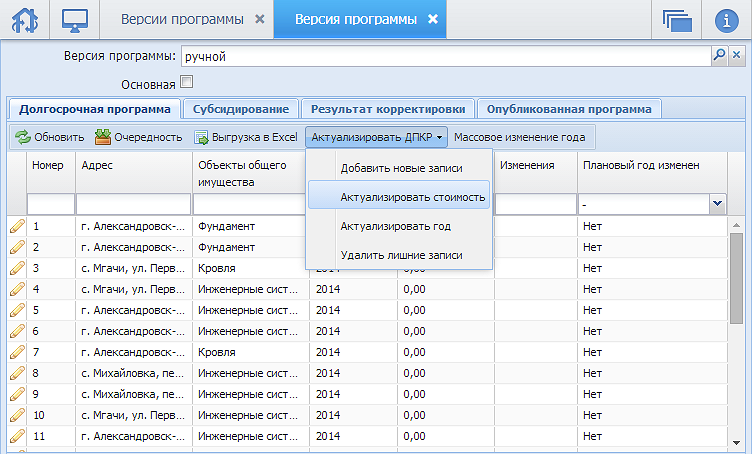 Версии программы
Версия программы
Версия программы: ручной
Основная
Долгосрочная программа Субсидирование Результат корректировки Опубликованная программа
Обновить Очередность Выгрузка в Excel Актуализировать ДПКР Массовое изменение года
Номер Адрес Объекты общего имущества Изменения Плановый год изменен
-
Добавить новые записи
Актуализировать стоимость
Актуализировать год
Удалить лишние записи
1 г. Александровск-... Фундамент Нет
2 г. Александровск-... Фундамент Нет
3 с. Мгачи, ул. Перв... Кровля 2014 0,00 Нет
4 с. Мгачи, ул. Перв... Инженерные сист... 2014 0,00 Нет
5 г. Александровск-... Инженерные сист... 2014 0,00 Нет
6 г. Александровск-... Инженерные сист... 2014 0,00 Нет
7 г. Александровск-... Кровля 2014 0,00 Нет
8 с. Михайловка, пе... Инженерные сист... 2014 0,00 Нет
9 с. Михайловка, пе... Инженерные сист... 2014 0,00 Нет
10 с. Мгачи, ул. Перв... Инженерные сист... 2014 0,00 Нет
11 г. Александровск-... Инженерные сист... 2014 0,00 Нет